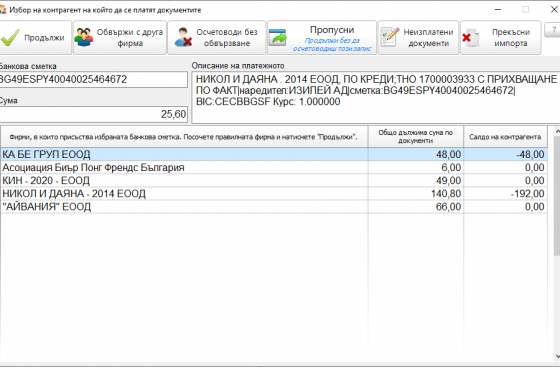 Избор на контрагент на който да се платят документите
Продължи
Обвържи с друга фирма
Осчетоводи без обвързване
Пропусни
Продължи без да осчетоводиш този запис
Неизплатени документи
Прекъсни импорта
?
Банкова сметка
Описание на платежното
BG49ESPY40040025464672
Сума
25,60
НИКОЛ И ДАЯНА . 2014 ЕООД, ПО КРЕДИ;ТНО 1700003933 С ПРИХВАЩАНЕ
ПО ФАКТ|наредител:ИЗИПЕЙ АД|сметка:BG49ESPY40040025464672|
BIC:CECBBGSF Курс: 1.000000
Фирми, в които присъства избраната банкова сметка. Посочете правилната фирма и натиснете "Продължи".
Общо дължима сума по документи
Салдо на контрагента
КА БЕ ГРУП ЕООД 48,00 -48,00
Асоциация Биър Понг Френдс България 6,00 0,00
КИН - 2020 - ЕООД 49,00 0,00
НИКОЛ И ДАЯНА - 2014 ЕООД 140,80 -192,00
"АЙВАНИЯ" ЕООД 66,00 0,00